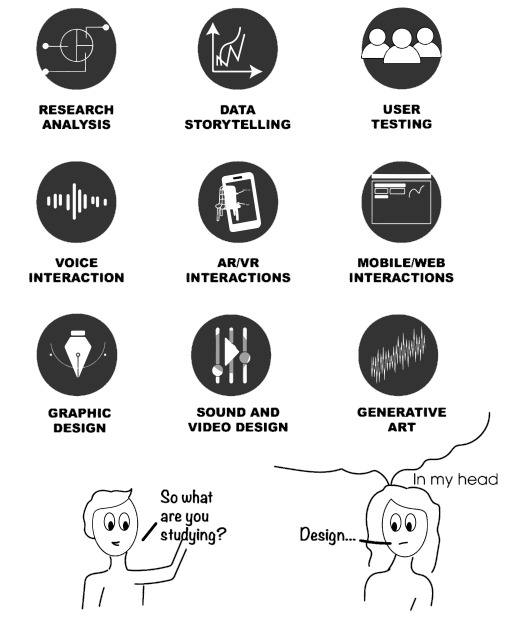 RESEARCH
ANALYSIS
DATA
STORYTELLING
USER
TESTING
VOICE
INTERACTION
AR/VR
INTERACTIONS
MOBILE/WEB
INTERACTIONS
GRAPHIC
DESIGN
SOUND AND
VIDEO DESIGN
GENERATIVE
ART
In my head
So what
are you
studying?
Design...